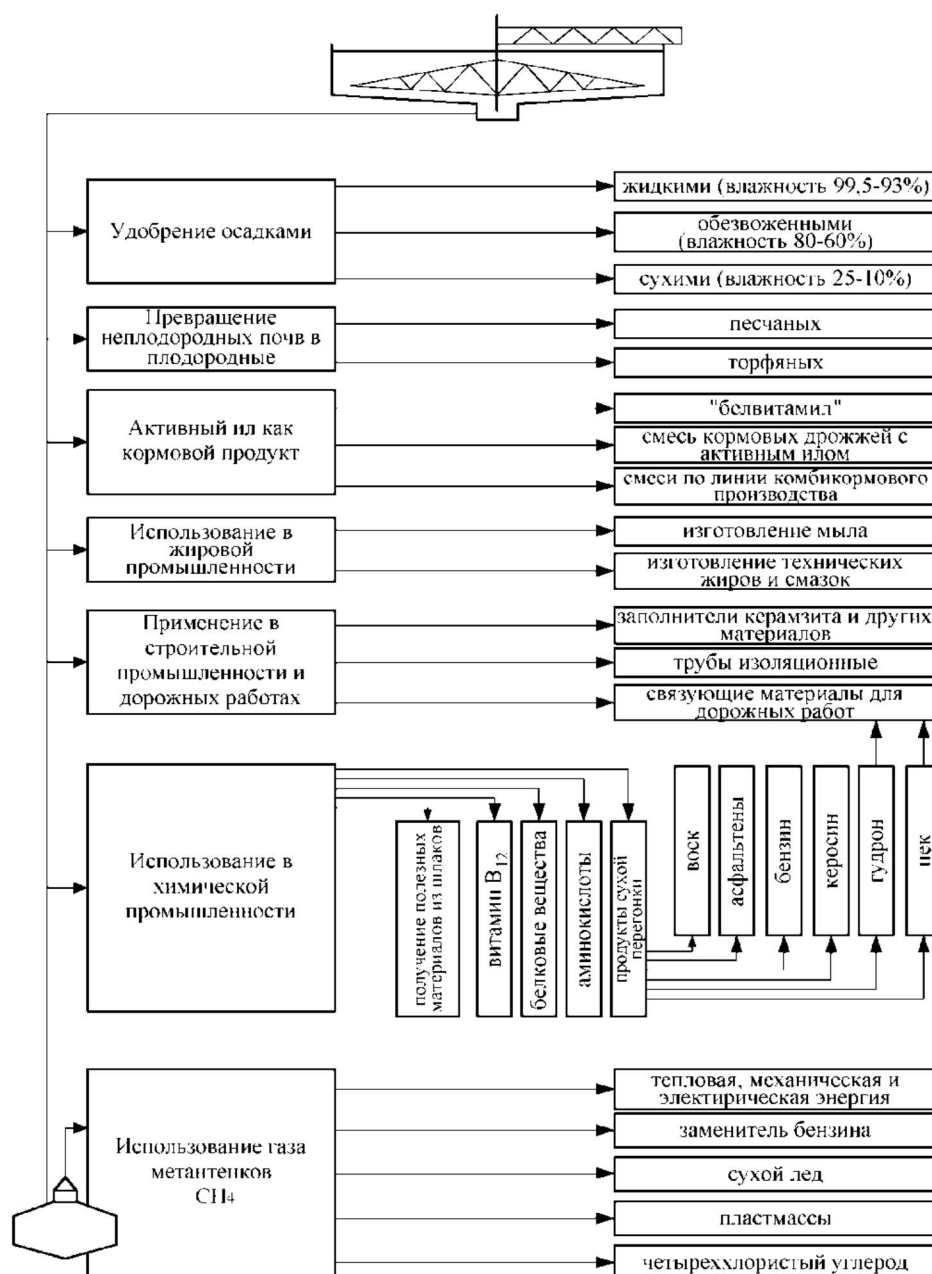 Удобрение осадками
жидкими (влажность 99,5-93%)
обезвоженными
(влажность 80-60%)
сухими (влажность 25-10%)
Превращение
неплодородных почв в
плодородные
песчаных
торфяных
Активный ил как
кормовой продукт
"белвитамил"
смесь кормовых дрожжей с
активным илом
смеси по линии комбикормового
производства
Использование в
жировой
промышленности
изготовление мыла
изготовление технических
жиров и смазок
Применение в
строительной
промышленности и
дорожных работах
заполнители керамзита и других
материалов
трубы изоляционные
связующие материалы для
дорожных работ
Использование в
химической
промышленности
получение полезных
материалов из шлаков
витамин B12
белковые вещества
аминокислоты
продукты сухой
перегонки
воск
асфальтены
бензин
керосин
гудрон
пек
Использование газа
метантенков
CH4
тепловая, механическая и
электирическая энергия
заменитель бензина
сухой лед
пластмассы
четыреххлористый углерод